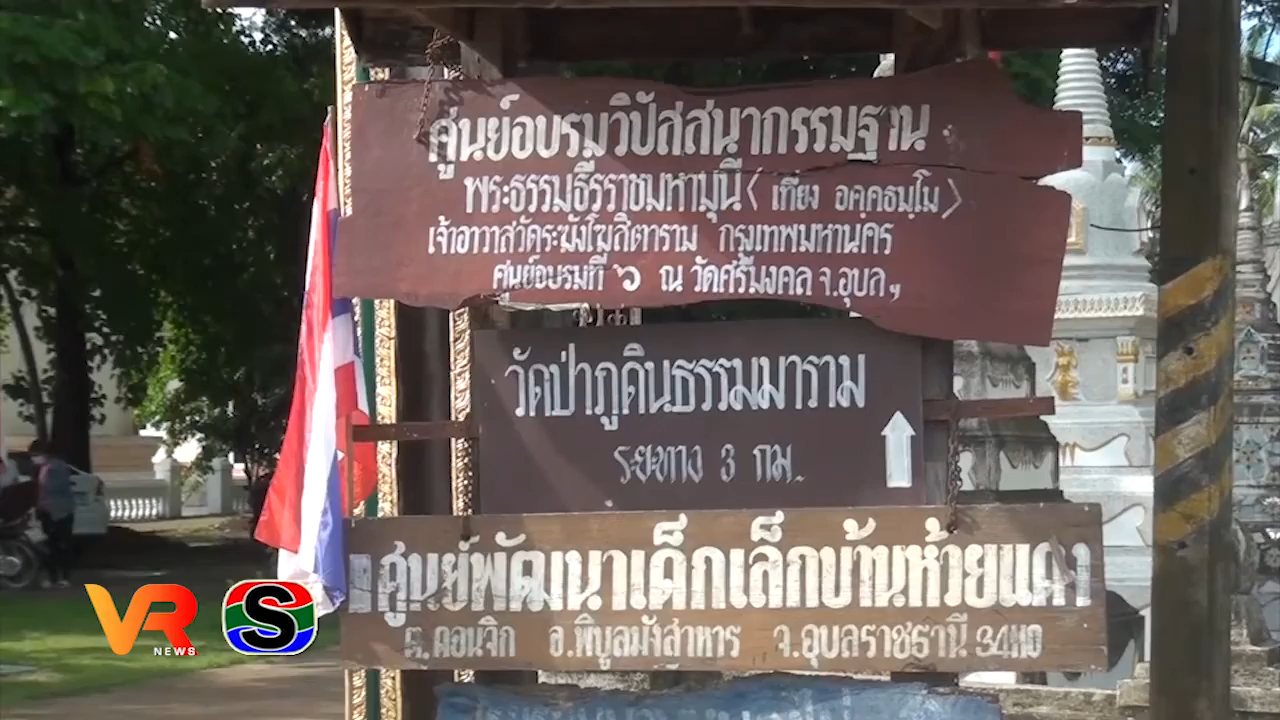 ศูนย์อบรมวิปัสสนากรรมฐาน
พระธรรมธีรราชมหามุนี (เที่ยง อคฺคธมฺโม)
เจ้าอาวาสวัดระฆังโฆสิตาราม กรุงเทพมหานคร
ศูนย์อบรมที่ ๖ ณ วัดศรีมงคล จ.อุบลฯ
วัดป่าภูดินธรรมมาราม
ระยะทาง 3 กม.
ศูนย์พัฒนาเด็กเล็กบ้านห้วยแดง
ต.ดอนจิก อ.พิบูลมังสาหาร จ.อุบลราชธานี 34110
VR
NEWS
S